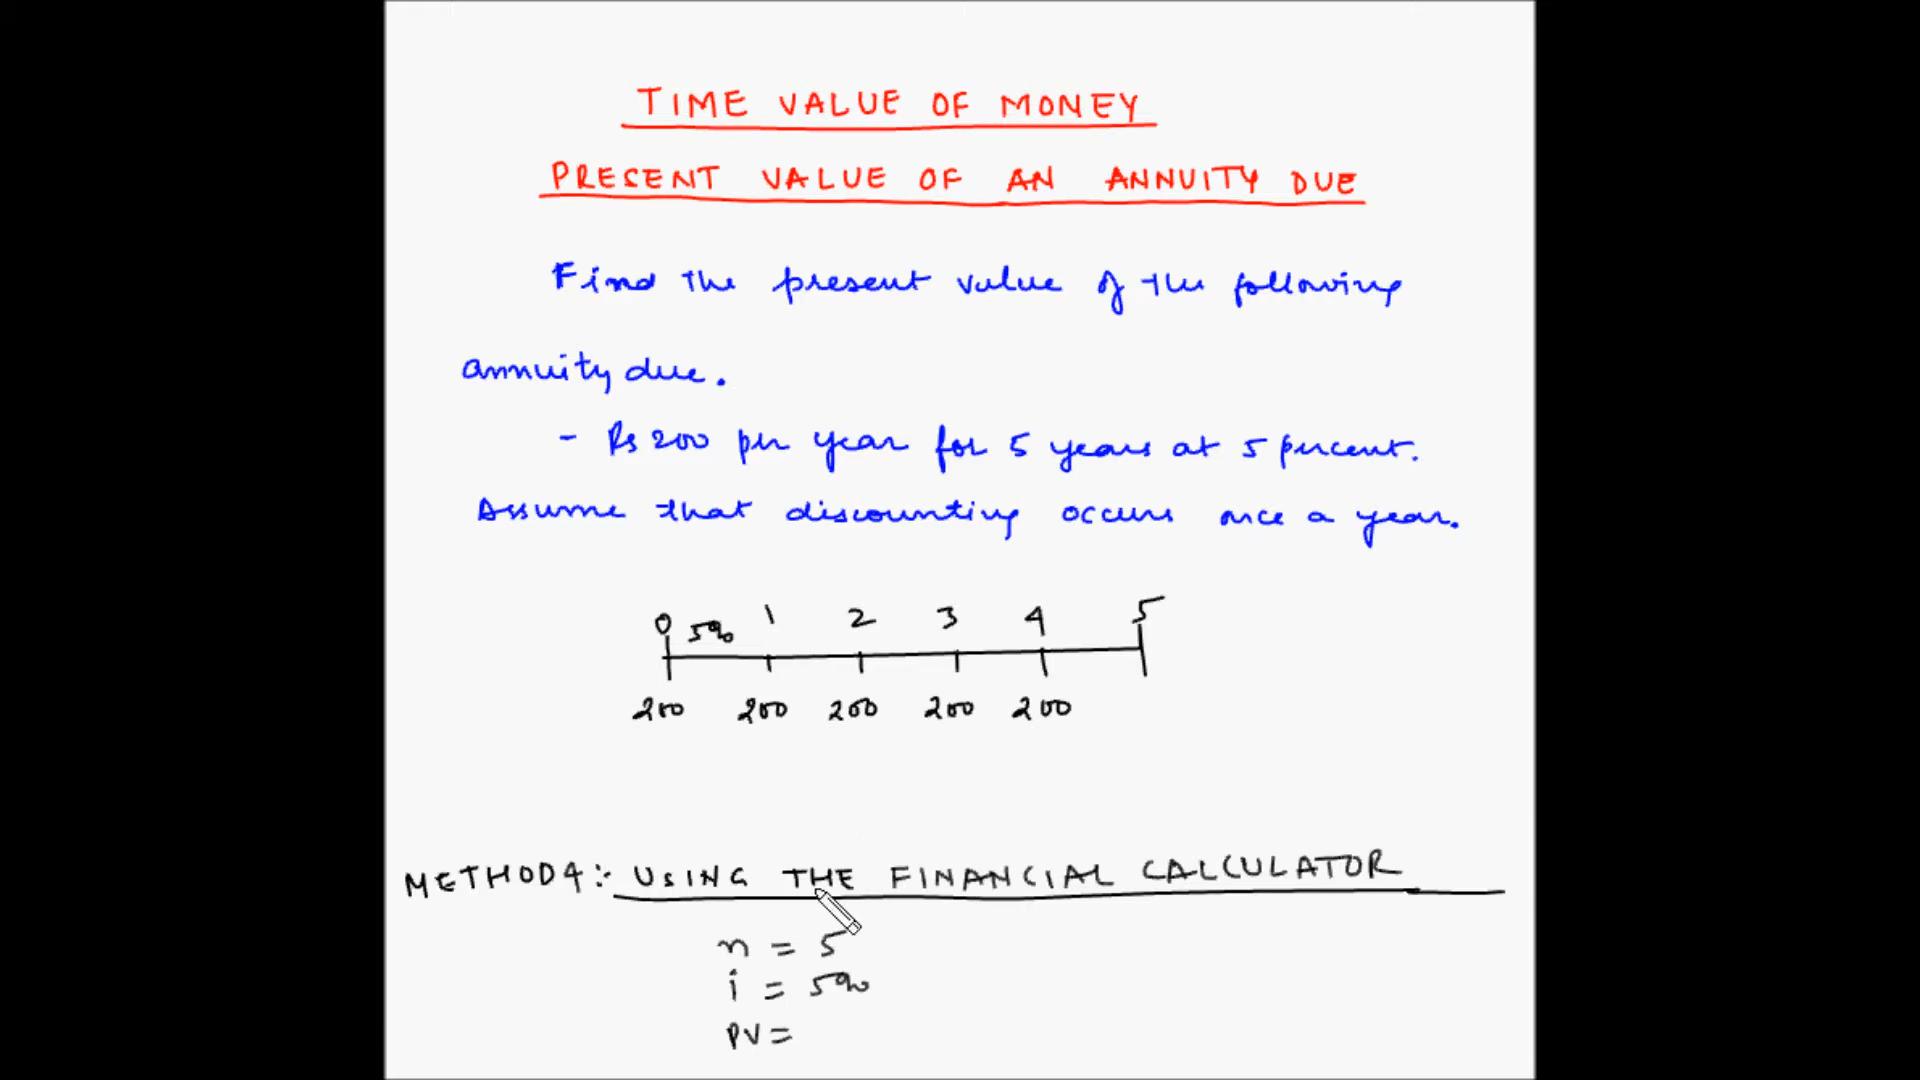 TIME VALUE OF MONEY
PRESENT VALUE OF AN ANNUITY DUE
Find the present value of the following
annuity due.
- Rs 200 per year for 5 years at 5 percent.
Assume that discounting occurs once a year.
0 5% 1 2 3 4 5
200 200 200 200 200
METHOD 4:- USING THE FINANCIAL CALCULATOR
n = 5
i = 5%
PV =